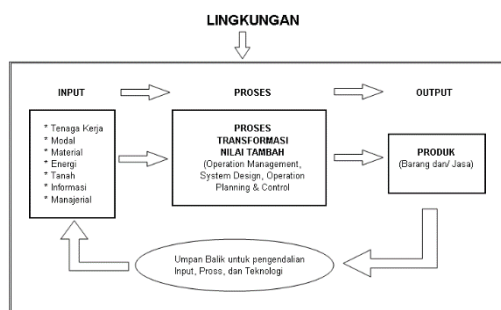 LINGKUNGAN
INPUT
PROSES
OUTPUT
* Tenaga Kerja
* Modal
* Material
* Energi
* Tanah
* Informasi
* Manajerial
PROSES
TRANSFORMASI
NILAI TAMBAH
(Operation Management,
System Design, Operation
Planning & Control)
PRODUK
(Barang dan/ Jasa)
Umpan Balik untuk pengendalian
Input, Pross, dan Teknologi